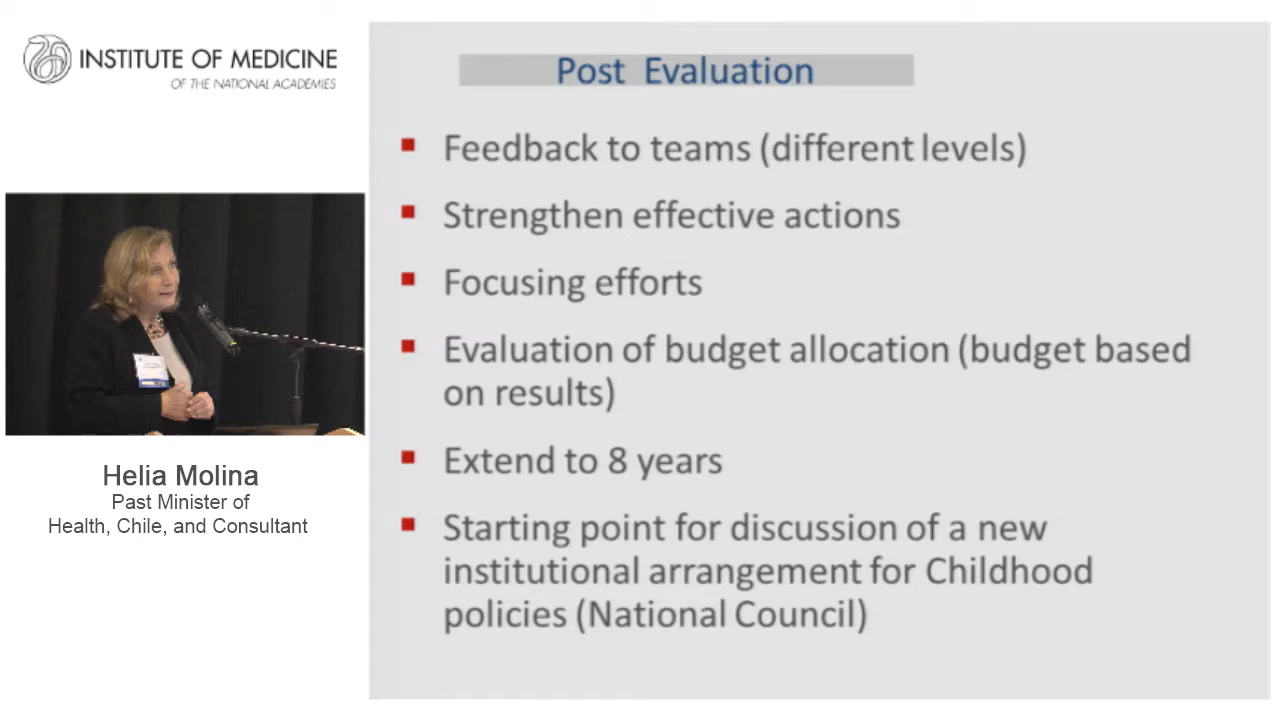 INSTITUTE OF MEDICINE
OF THE NATIONAL ACADEMIES
Helia Molina
Past Minister of
Health, Chile, and Consultant
Post Evaluation
Feedback to teams (different levels)
Strengthen effective actions
Focusing efforts
Evaluation of budget allocation (budget based
on results)
Extend to 8 years
Starting point for discussion of a new
institutional arrangement for Childhood
policies (National Council)